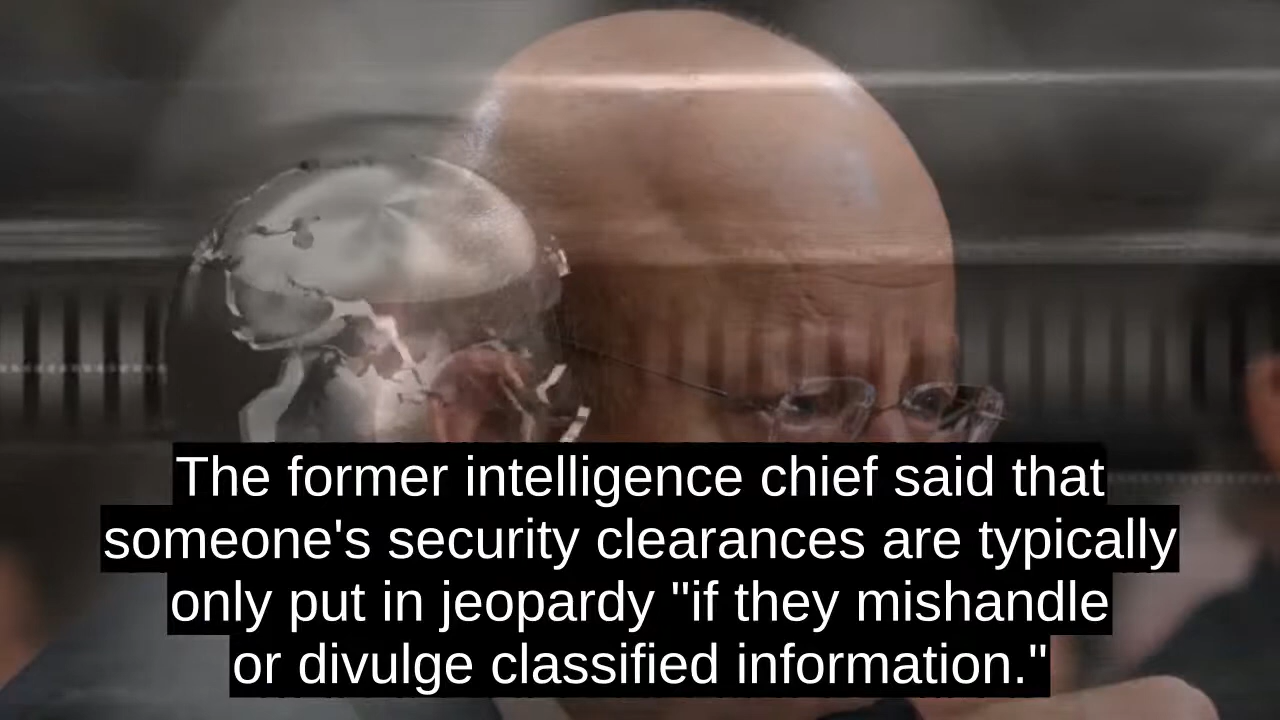 The former intelligence chief said that
someone's security clearances are typically
only put in jeopardy "if they mishandle
or divulge classified information."